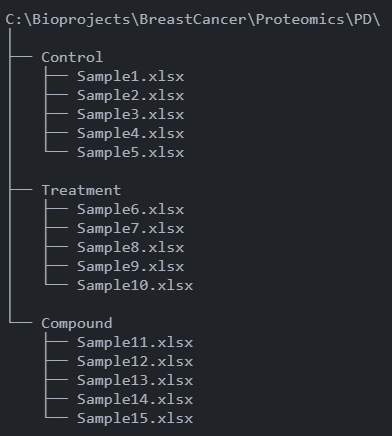 C:\Bioprojects\BreastCancer\Proteomics\PD\
│
├── Control
│   ├── Sample1.xlsx
│   ├── Sample2.xlsx
│   ├── Sample3.xlsx
│   ├── Sample4.xlsx
│   └── Sample5.xlsx
│
├── Treatment
│   ├── Sample6.xlsx
│   ├── Sample7.xlsx
│   ├── Sample8.xlsx
│   ├── Sample9.xlsx
│   └── Sample10.xlsx
│
└── Compound
    ├── Sample11.xlsx
    ├── Sample12.xlsx
    ├── Sample13.xlsx
    ├── Sample14.xlsx
    └── Sample15.xlsx